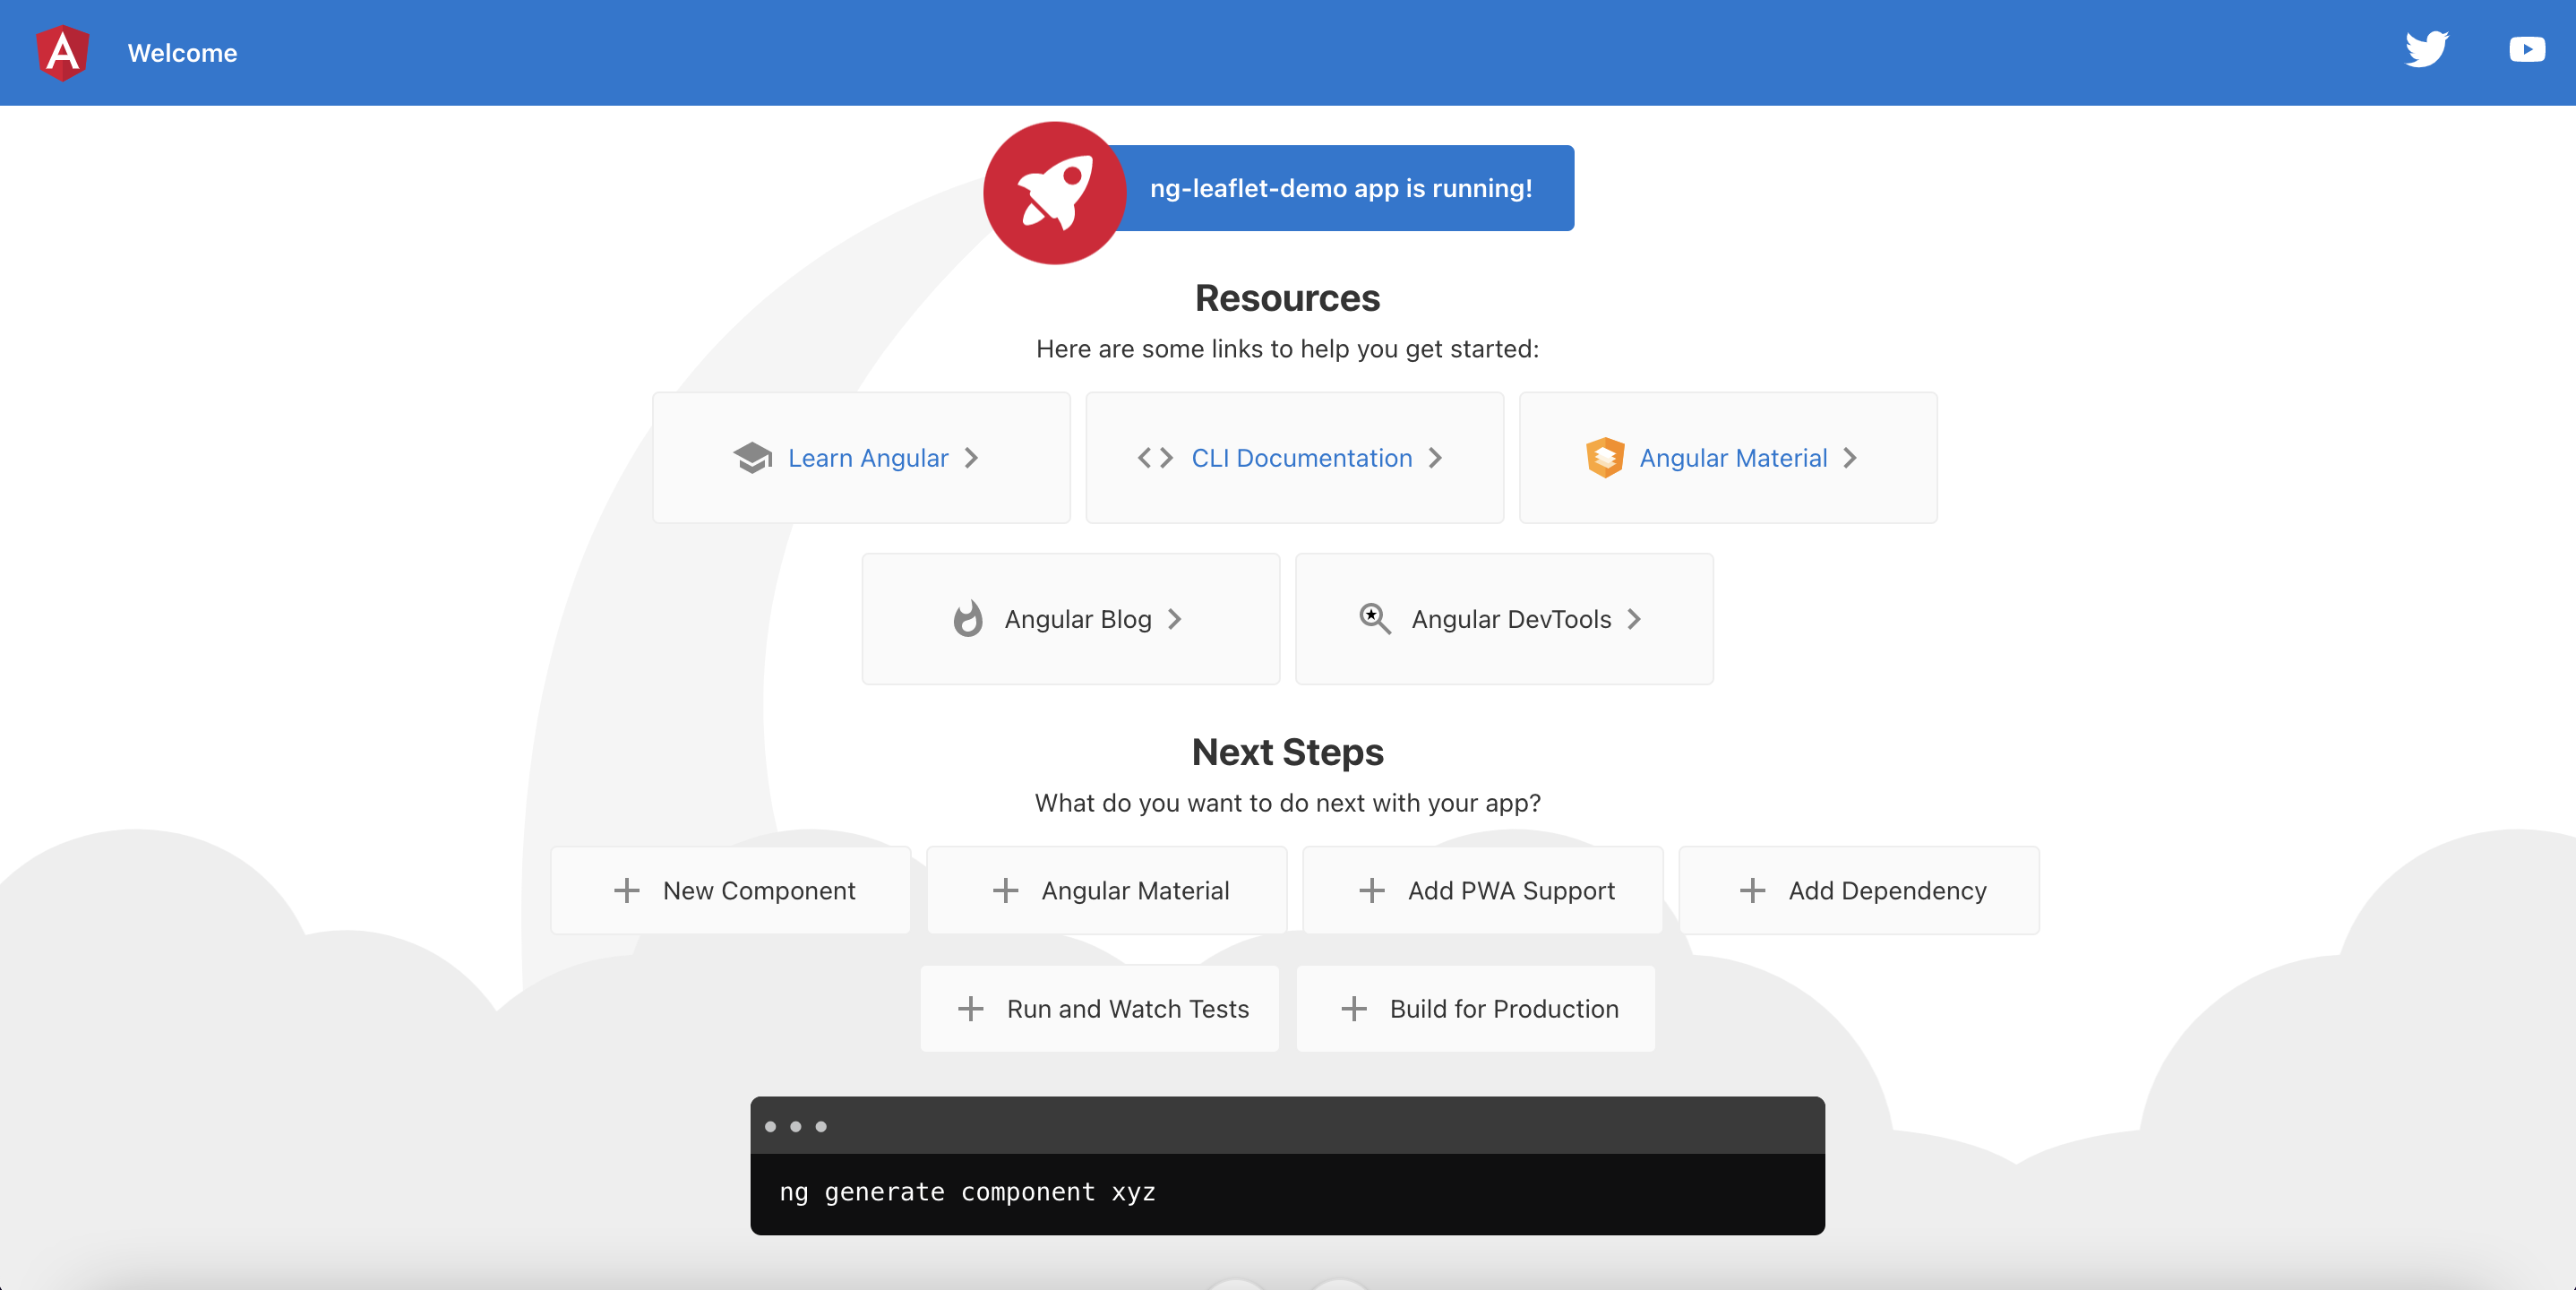 Welcome
ng-leaflet-demo app is running!
Resources
Here are some links to help you get started:
Learn Angular
CLI Documentation
Angular Material
Angular Blog
Angular DevTools
Next Steps
What do you want to do next with your app?
New Component
Angular Material
Add PWA Support
Add Dependency
Run and Watch Tests
Build for Production
ng generate component xyz